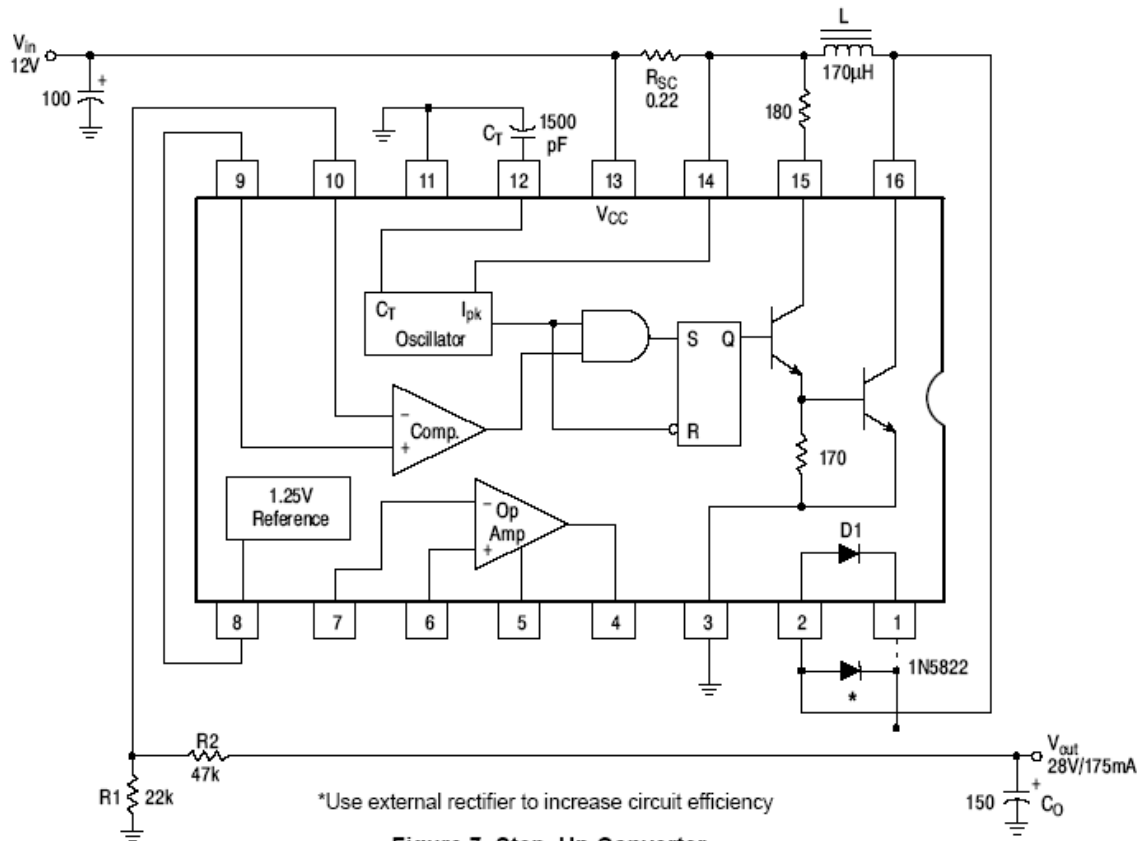 L
Vin
12V
RSC
0.22
170µH
100
+
180
CT
1500
pF
9
10
11
12
13
14
15
16
VCC
CT
Ipk
Oscillator
S
Q
R
-
Comp.
+
170
1.25V
Reference
-
Op
Amp
+
D1
8
7
6
5
4
3
2
1
1N5822
*
R2
47k
Vout
28V/175mA
R1
22k
*Use external rectifier to increase circuit efficiency
150
+
CO